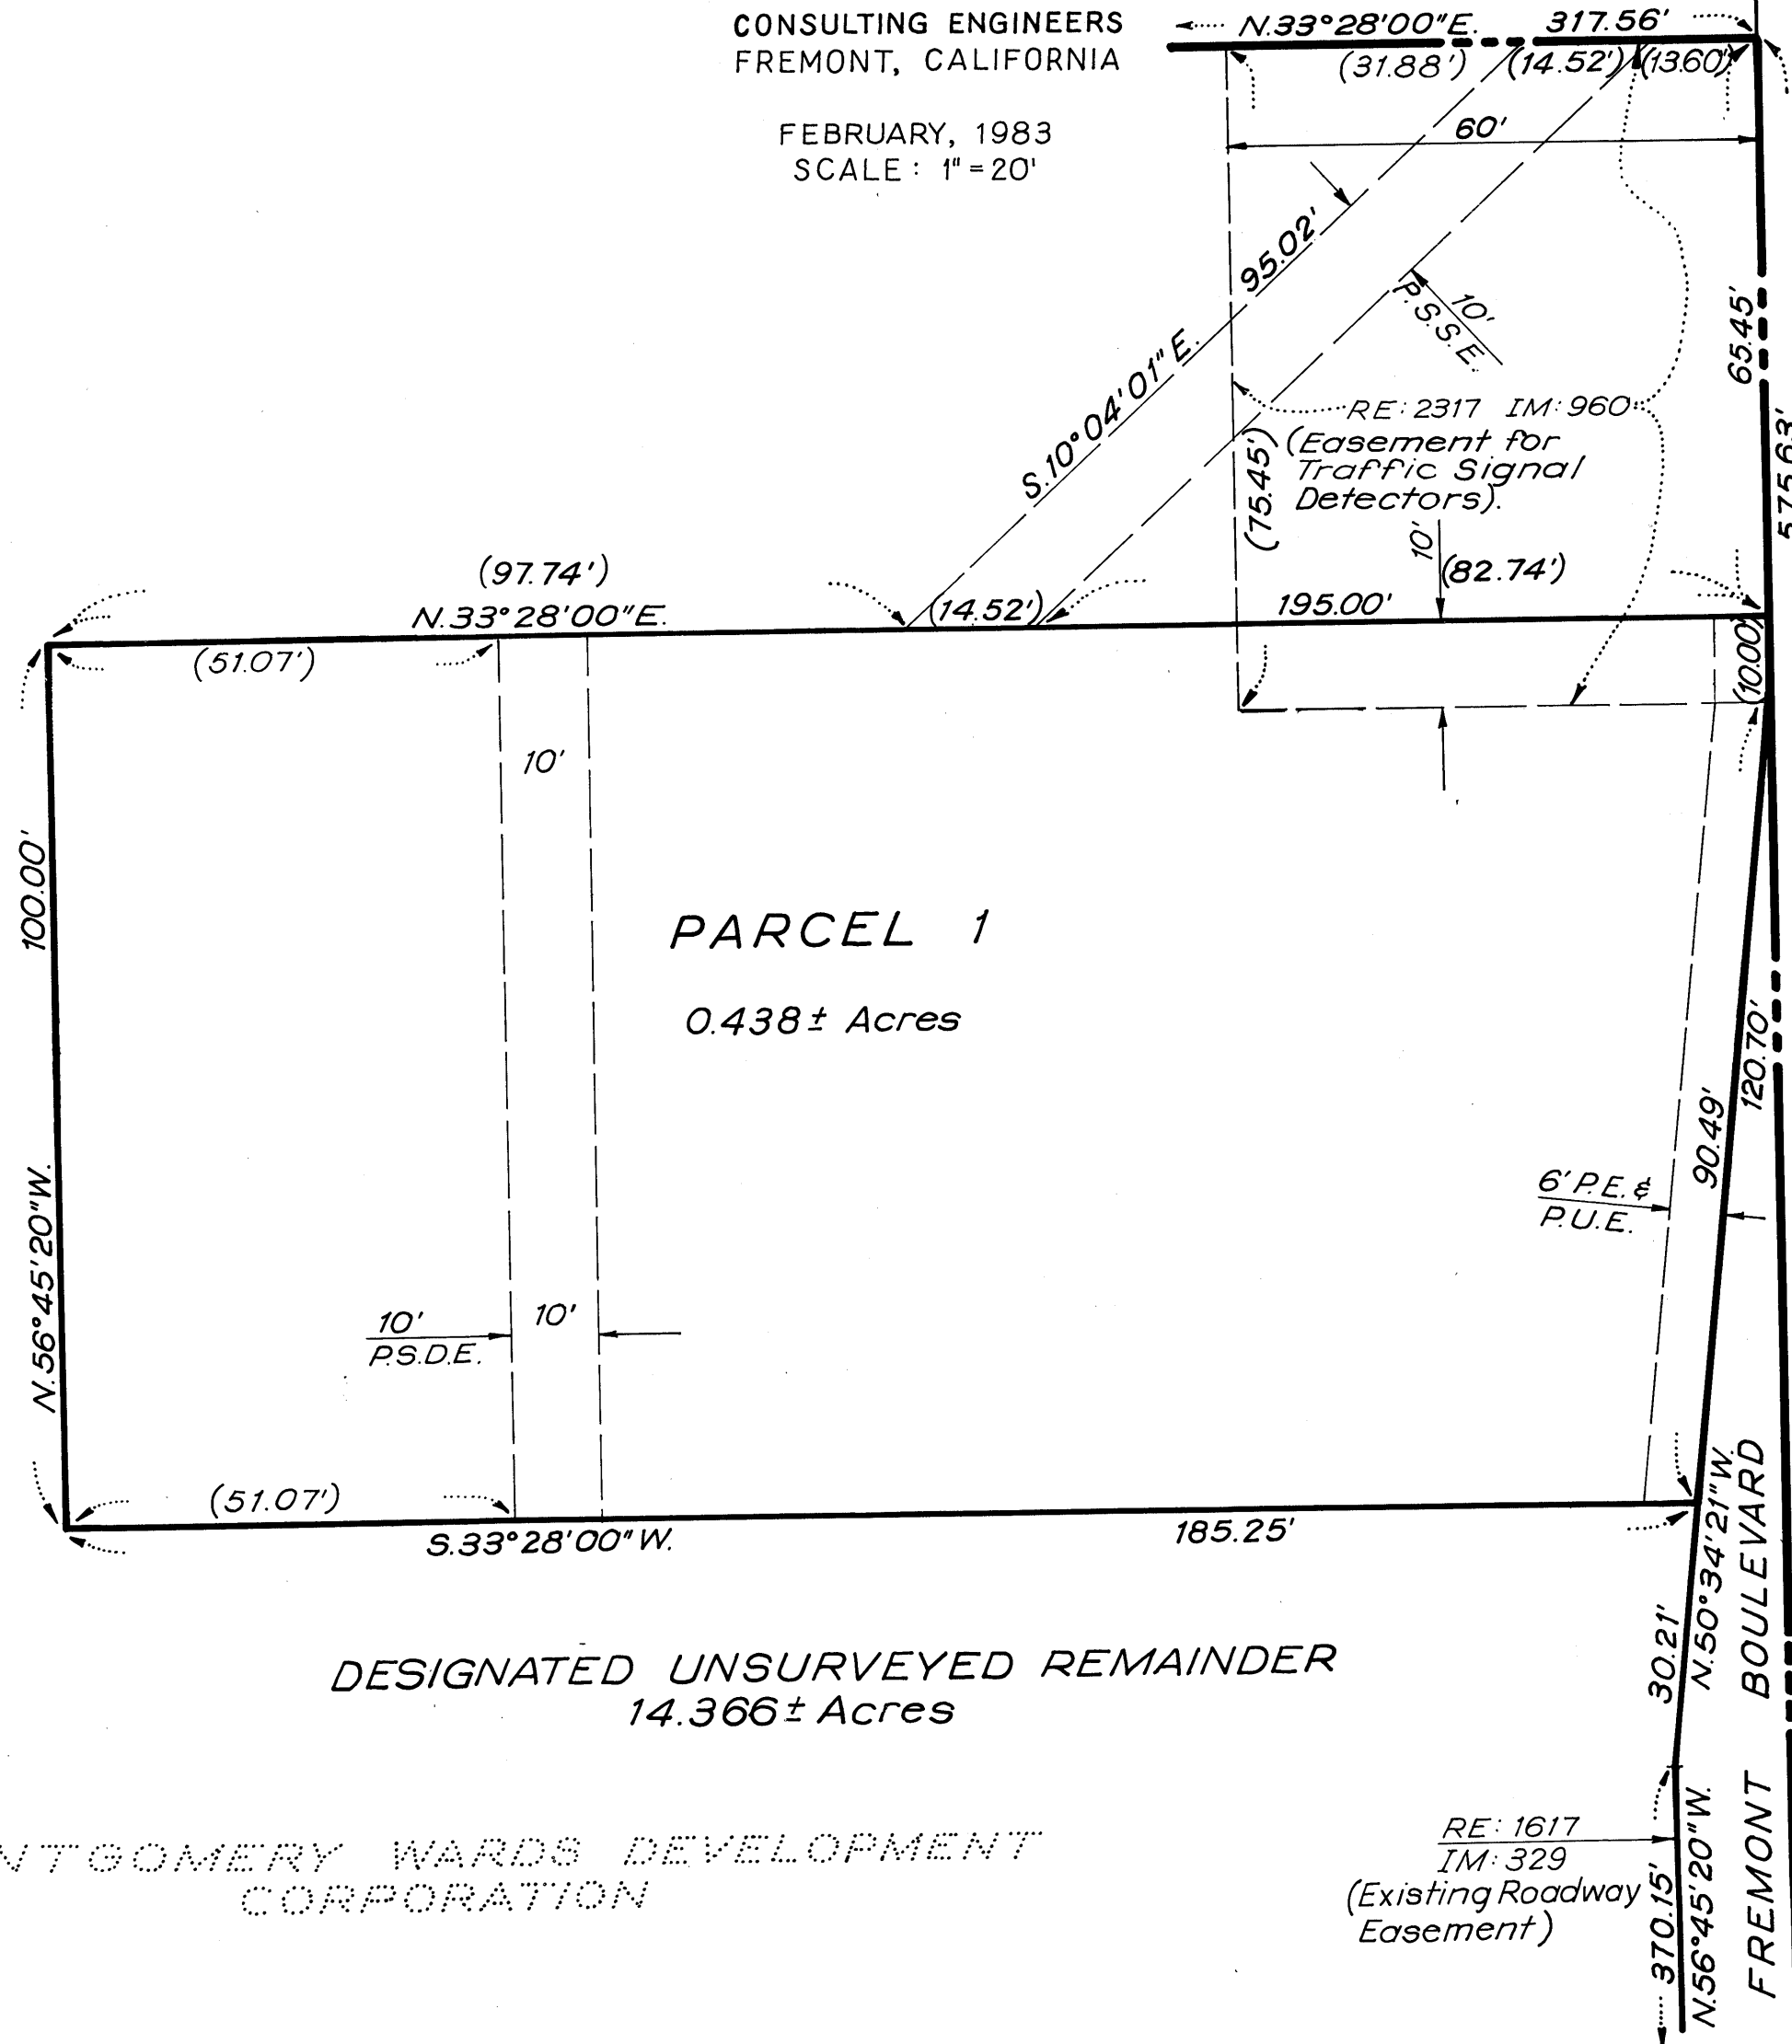 CONSULTING ENGINEERS
FREMONT, CALIFORNIA
FEBRUARY, 1983
SCALE: 1"=20'
N.33°28'00"E. 317.56'
(31.88') (14.52') (13.60')
60'
95.02'
S.10°04'01"E.
10'
P.S.S.E.
65.45'
575.63'
RE: 2317 IM: 960
(Easement for
Traffic Signal
Detectors).
(75.45')
10'
(82.74')
(97.74')
N.33°28'00"E.
(14.52')
195.00'
(51.07')
(10.00')
10'
100.00'
N.56°45'20"W.
PARCEL 1
0.438± Acres
120.70'
90.49'
6' P.E. &
P.U.E.
10'
P.S.D.E.
10'
(51.07')
S.33°28'00"W.
185.25'
N.50°34'21"W.
30.21'
FREMONT BOULEVARD
DESIGNATED UNSURVEYED REMAINDER
14.366± Acres
NTGOMERY WARDS DEVELOPMENT
CORPORATION
RE: 1617
IM: 329
(Existing Roadway
Easement)
370.15'
N.56°45'20"W.